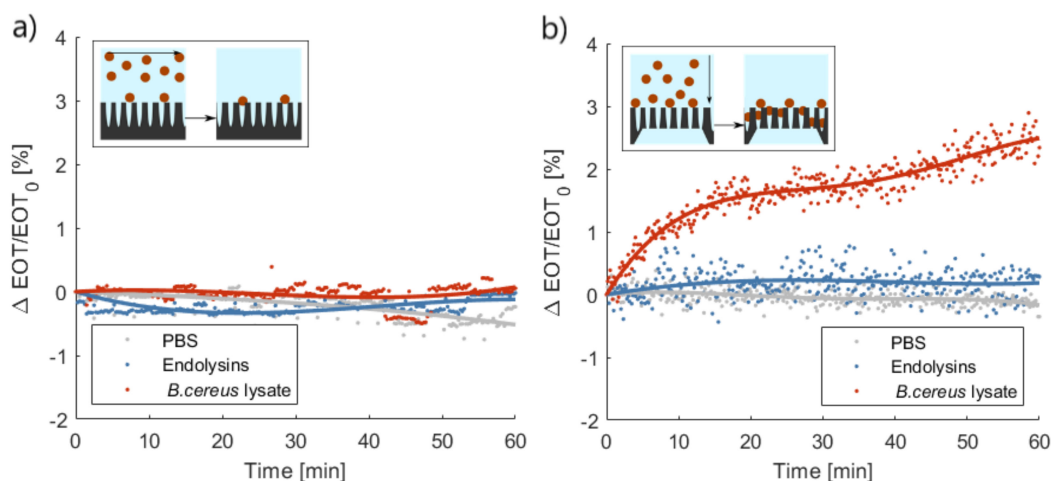 a)
4
3
2
1
0
-1
-2
Δ EOT/EOT0 [%]
PBS
Endolysins
B.cereus lysate
0 10 20 30 40 50 60
Time [min]
b)
4
3
2
1
0
-1
-2
Δ EOT/EOT0 [%]
PBS
Endolysins
B.cereus lysate
0 10 20 30 40 50 60
Time [min]